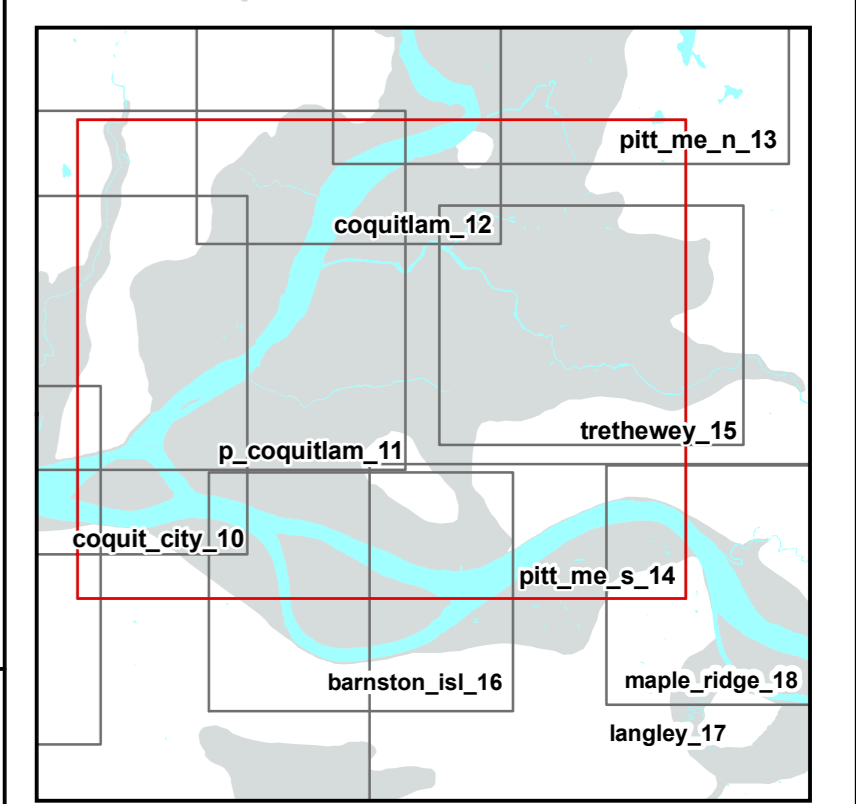 pitt_me_n_13
coquitlam_12
trethewey_15
p_coquitlam_11
coquit_city_10
pitt_me_s_14
barnston_isl_16
maple_ridge_18
langley_17